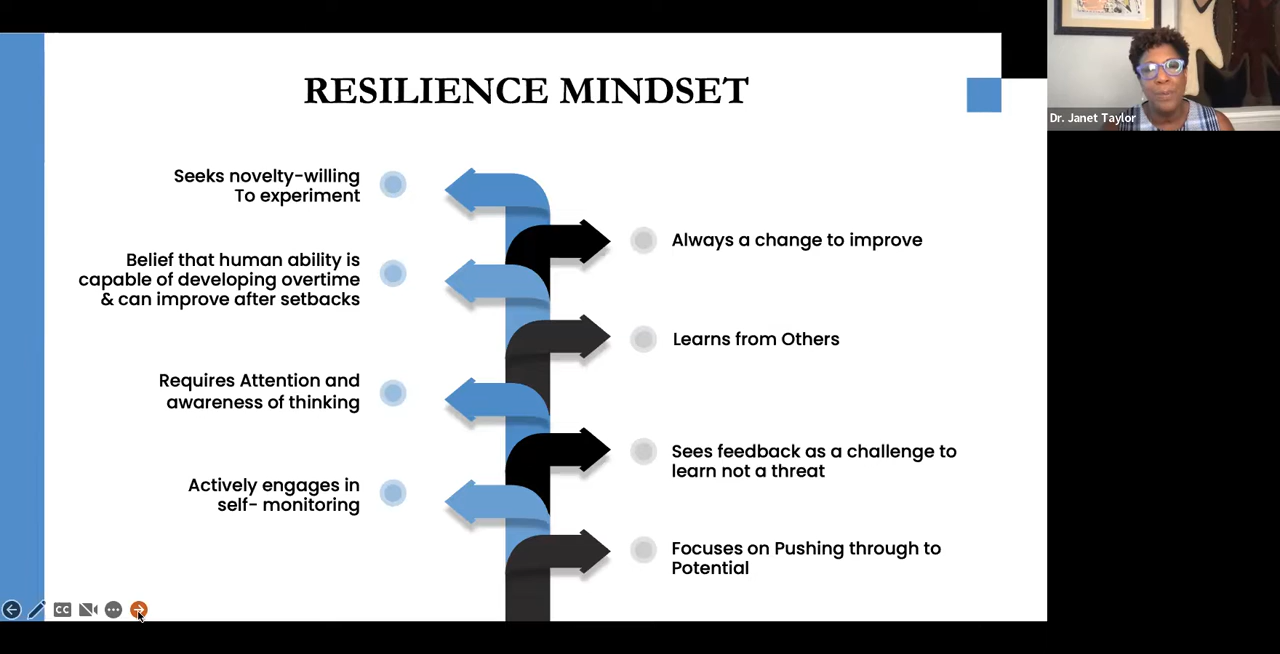 RESILIENCE MINDSET
Seeks novelty-willing
To experiment
Always a change to improve
Belief that human ability is
capable of developing overtime
& can improve after setbacks
Learns from Others
Requires Attention and
awareness of thinking
Sees feedback as a challenge to
learn not a threat
Actively engages in
self- monitoring
Focuses on Pushing through to
Potential
CC
Dr. Janet Taylor